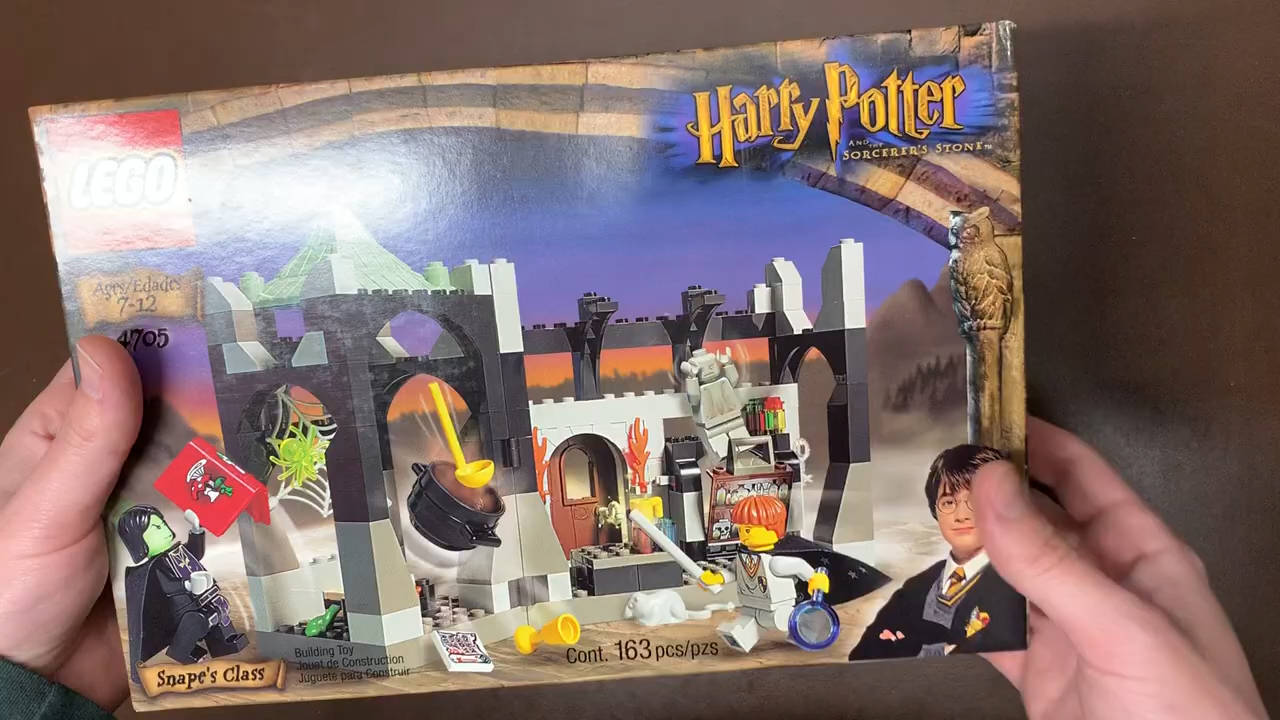 LEGO
Harry Potter
AND THE
SORCERER'S STONE™
Ages/Edades
7-12
4705
Building Toy
Jouet de Construction
Juguete para Construir
Cont. 163 pcs/pzs
Snape's Class